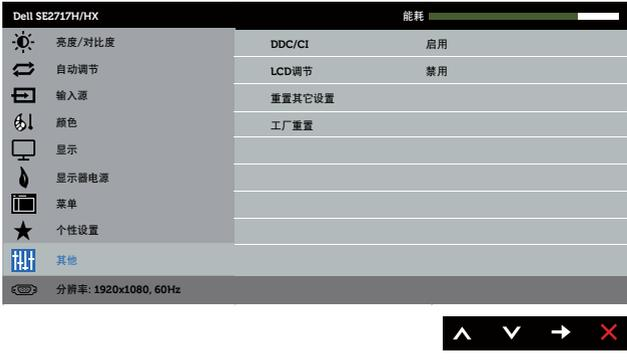 Dell SE2717H/HX
能耗
亮度/对比度
DDC/CI 启用
自动调节
LCD调节 禁用
输入源
重置其它设置
颜色
工厂重置
显示
显示器电源
菜单
个性设置
其他
分辨率: 1920x1080, 60Hz